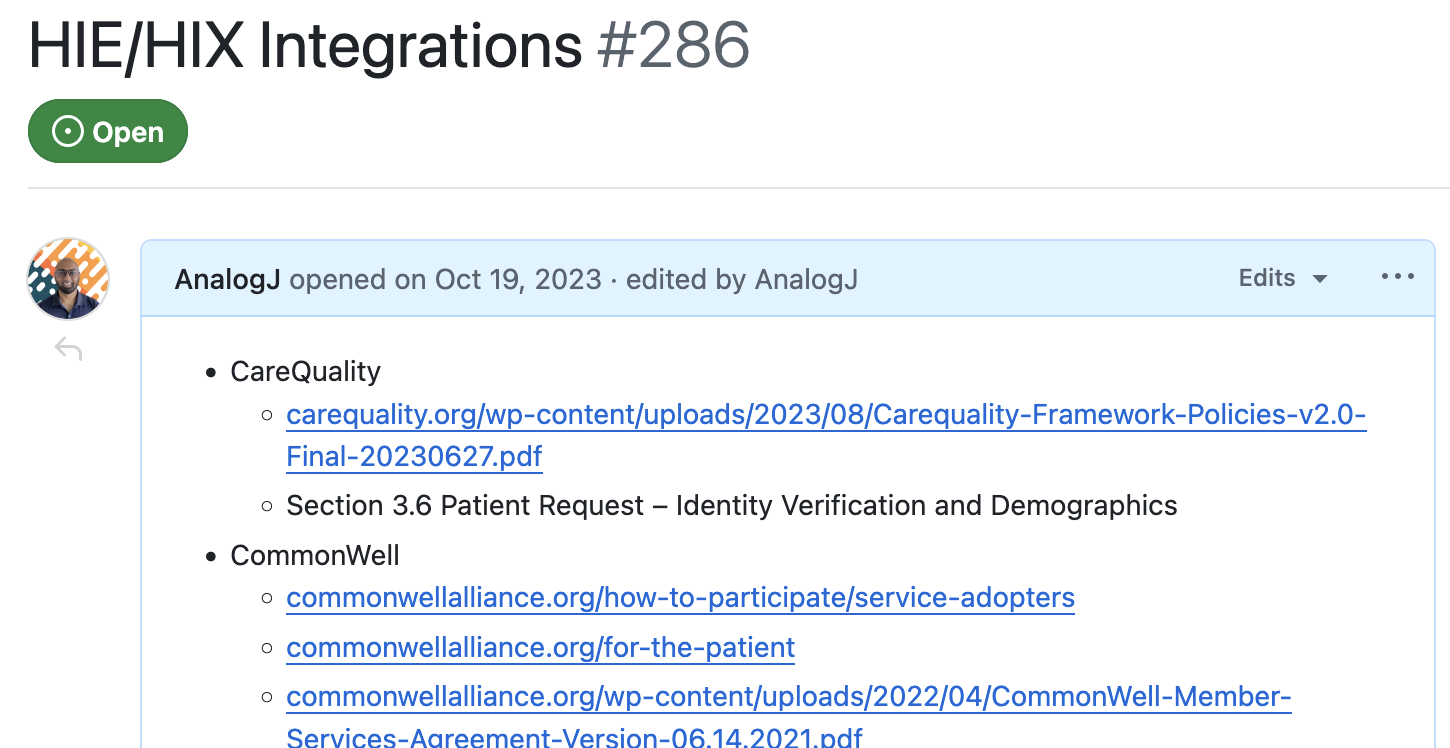 HIE/HIX Integrations #286
Open
AnalogJ opened on Oct 19, 2023 · edited by AnalogJ
Edits
CareQuality
carequality.org/wp-content/uploads/2023/08/Carequality-Framework-Policies-v2.0-
Final-20230627.pdf
Section 3.6 Patient Request – Identity Verification and Demographics
CommonWell
commonwellalliance.org/how-to-participate/service-adopters
commonwellalliance.org/for-the-patient
commonwellalliance.org/wp-content/uploads/2022/04/CommonWell-Member-
Services-Agreement-Version-06.14.2021.pdf